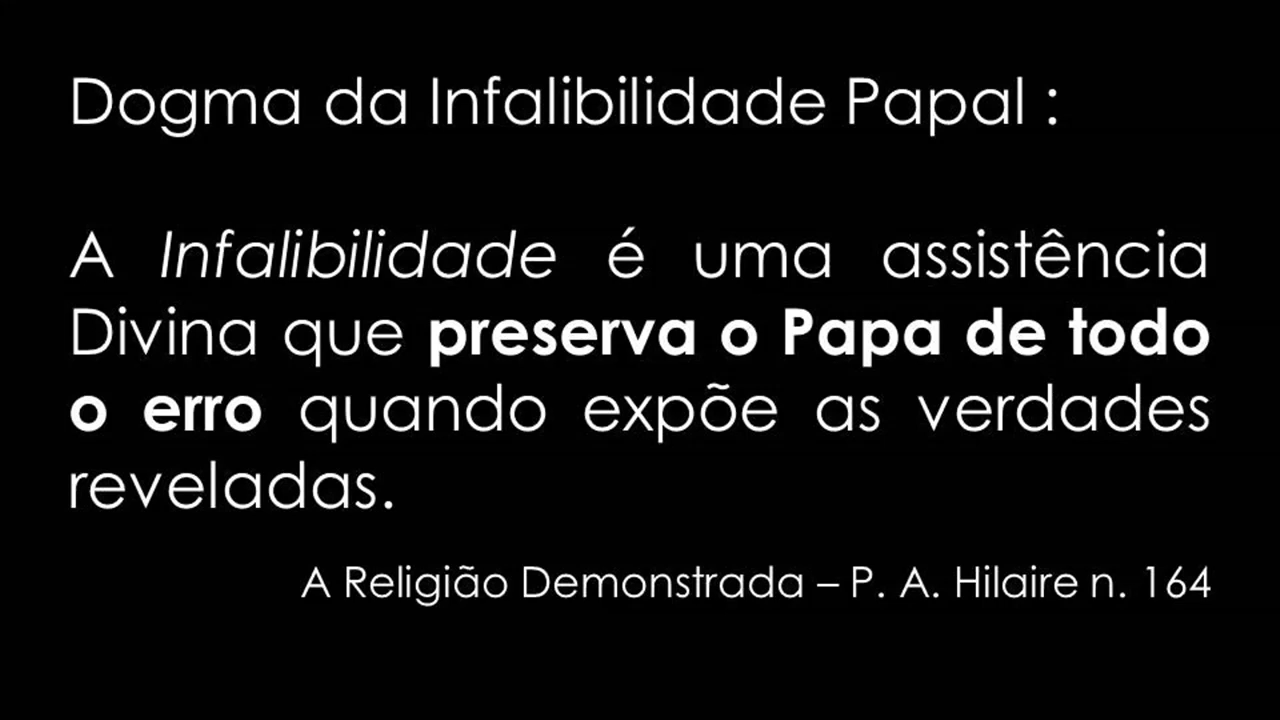 Dogma da Infalibilidade Papal :
A Infalibilidade é uma assistência
Divina que preserva o Papa de todo
o erro quando expõe as verdades
reveladas.
A Religião Demonstrada – P. A. Hilaire n. 164